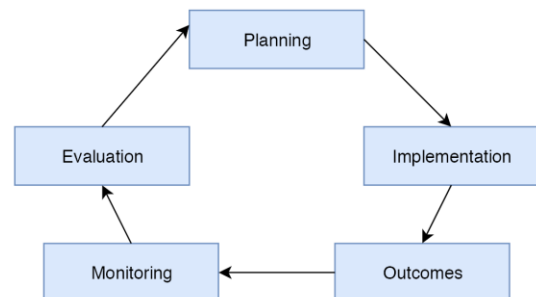 Planning
Evaluation
Implementation
Monitoring
Outcomes